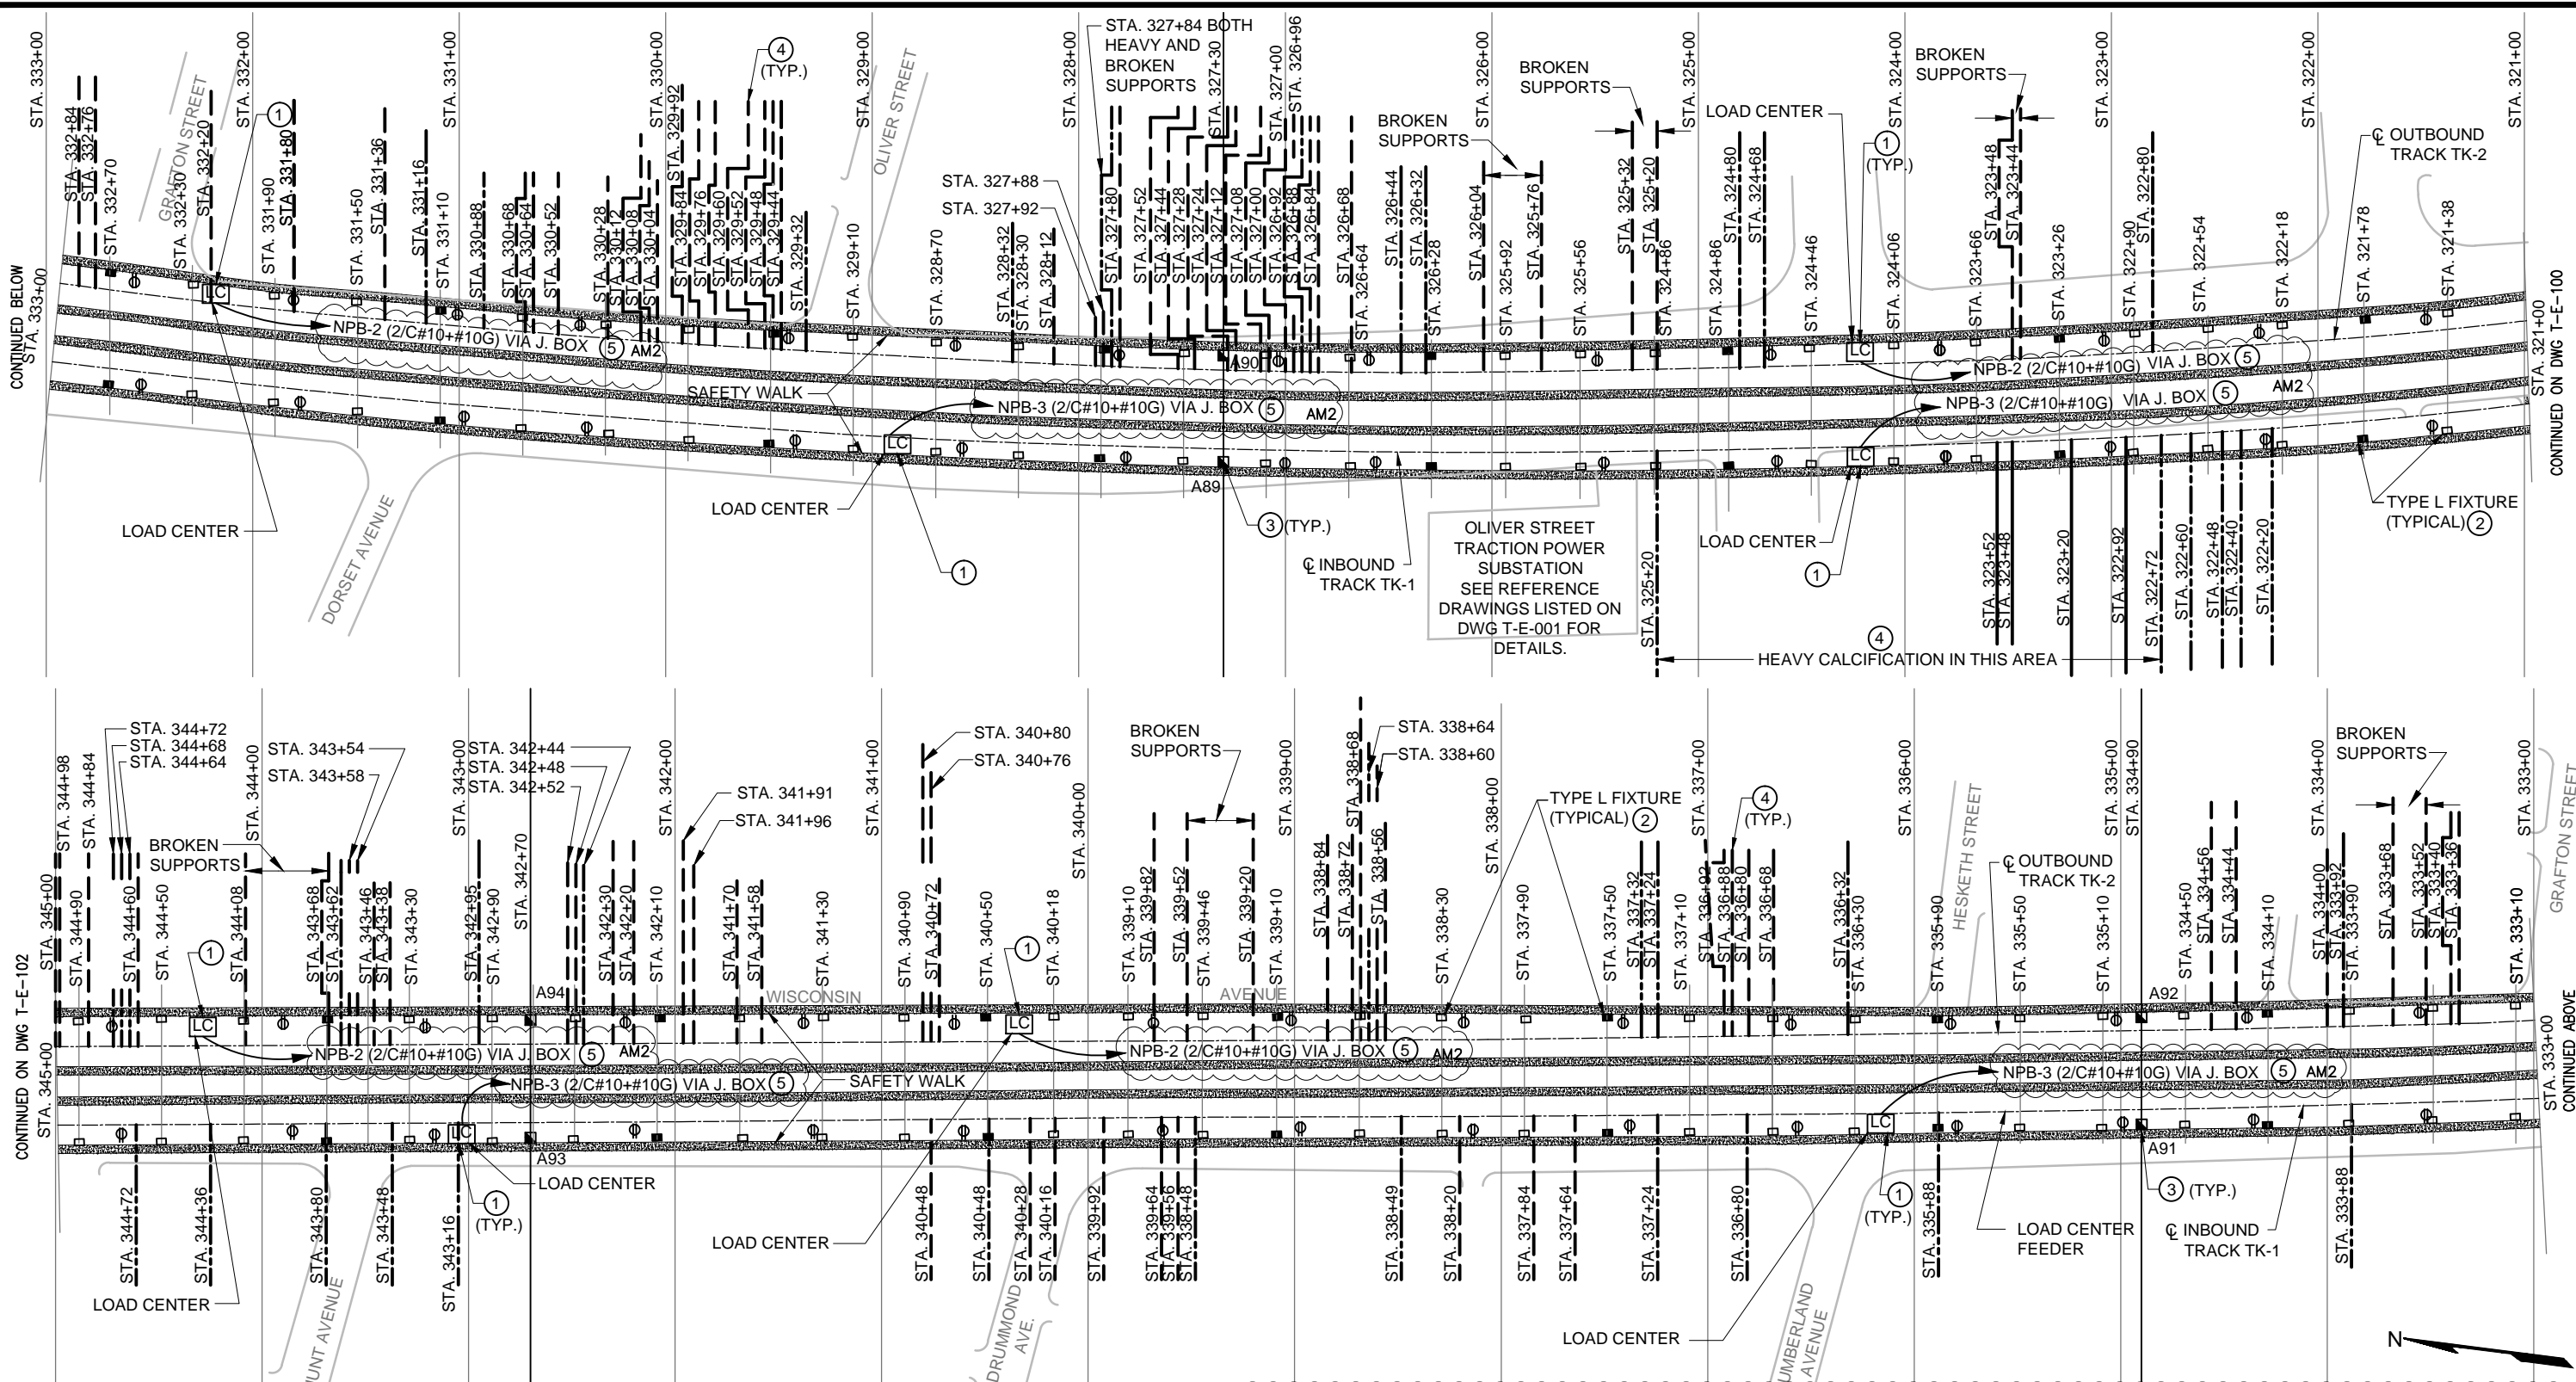 STA. 333+00
STA. 332+84
STA. 332+76
STA. 332+70
GRAFTON STREET
STA. 332+30
STA. 332+20
STA. 332+00
1
STA. 331+90
STA. 331+80
STA. 331+50
STA. 331+36
STA. 331+16
STA. 331+10
STA. 331+00
STA. 330+88
STA. 330+68
STA. 330+64
STA. 330+52
STA. 330+28
STA. 330+12
STA. 330+08
STA. 330+04
STA. 330+00
STA. 329+92
STA. 329+84
STA. 329+76
STA. 329+60
STA. 329+52
STA. 329+48
STA. 329+44
4
(TYP.)
STA. 329+32
STA. 329+10
STA. 329+00
OLIVER STREET
STA. 328+70
STA. 328+32
STA. 328+30
STA. 328+12
STA. 328+00
STA. 327+84 BOTH
HEAVY AND
BROKEN
SUPPORTS
STA. 327+88
STA. 327+92
STA. 327+80
STA. 327+52
STA. 327+44
STA. 327+28
STA. 327+24
STA. 327+30
STA. 327+12
STA. 327+08
STA. 327+00
STA. 327+00
STA. 326+96
STA. 326+92
STA. 326+88
STA. 326+84
STA. 326+68
STA. 326+64
STA. 326+44
STA. 326+32
STA. 326+28
BROKEN
SUPPORTS
STA. 326+04
STA. 326+00
STA. 325+92
STA. 325+76
STA. 325+56
BROKEN
SUPPORTS
STA. 325+32
STA. 325+20
STA. 324+86
STA. 325+00
STA. 324+86
STA. 324+80
STA. 324+68
LOAD CENTER
STA. 324+46
1
(TYP.)
STA. 324+06
STA. 324+00
BROKEN
SUPPORTS
STA. 323+66
STA. 323+48
STA. 323+44
STA. 323+26
STA. 323+00
STA. 322+90
STA. 322+80
STA. 322+54
STA. 322+18
STA. 322+00
℄ OUTBOUND
TRACK TK-2
STA. 321+78
STA. 321+38
STA. 321+00
CONTINUED BELOW
STA. 333+00
LC
NPB-2 (2/C#10+#10G) VIA J. BOX 5 AM2
SAFETY WALK
A90
NPB-3 (2/C#10+#10G) VIA J. BOX 5 AM2
LC
LC
NPB-2 (2/C#10+#10G) VIA J. BOX 5
AM2
NPB-3 (2/C#10+#10G) VIA J. BOX 5
LC
STA. 321+00
CONTINUED ON DWG T-E-100
LOAD CENTER
DORSET AVENUE
LOAD CENTER
1
A89
3 (TYP.)
℄ INBOUND
TRACK TK-1
OLIVER STREET
TRACTION POWER
SUBSTATION
SEE REFERENCE
DRAWINGS LISTED ON
DWG T-E-001 FOR
DETAILS.
STA. 325+20
LOAD CENTER
1
4
HEAVY CALCIFICATION IN THIS AREA
STA. 323+52
STA. 323+48
STA. 323+20
STA. 322+92
STA. 322+72
STA. 322+60
STA. 322+48
STA. 322+40
STA. 322+20
TYPE L FIXTURE
(TYPICAL) 2
STA. 345+00
STA. 344+98
STA. 344+90
STA. 344+84
STA. 344+72
STA. 344+68
STA. 344+64
STA. 344+60
STA. 344+50
BROKEN
SUPPORTS
1
STA. 344+08
STA. 344+00
STA. 343+54
STA. 343+58
STA. 343+68
STA. 343+62
STA. 343+46
STA. 343+38
STA. 343+30
STA. 343+00
STA. 342+95
STA. 342+90
STA. 342+70
STA. 342+44
STA. 342+48
STA. 342+52
STA. 342+30
STA. 342+20
STA. 342+10
STA. 342+00
STA. 341+91
STA. 341+96
STA. 341+70
STA. 341+58
STA. 341+30
STA. 341+00
STA. 340+90
STA. 340+80
STA. 340+76
STA. 340+72
STA. 340+50
1
STA. 340+18
STA. 340+00
BROKEN
SUPPORTS
STA. 339+10
STA. 339+82
STA. 339+52
STA. 339+46
STA. 339+20
STA. 339+10
STA. 339+00
STA. 338+84
STA. 338+72
STA. 338+68
STA. 338+64
STA. 338+60
STA. 338+56
STA. 338+30
STA. 338+00
STA. 337+90
TYPE L FIXTURE
(TYPICAL) 2
STA. 337+50
STA. 337+32
STA. 337+24
STA. 337+10
STA. 337+00
STA. 336+92
STA. 336+88
STA. 336+80
STA. 336+68
4
(TYP.)
STA. 336+32
STA. 336+30
STA. 336+00
STA. 335+90
HESKETH STREET
℄ OUTBOUND
TRACK TK-2
STA. 335+50
STA. 335+10
STA. 335+00
STA. 334+90
STA. 334+50
STA. 334+56
STA. 334+44
STA. 334+10
STA. 334+00
STA. 334+00
STA. 333+92
STA. 333+90
BROKEN
SUPPORTS
STA. 333+68
STA. 333+52
STA. 333+40
STA. 333+36
STA. 333+10
STA. 333+00
GRAFTON STREET
CONTINUED ON DWG T-E-102
STA. 345+00
LC
A94
WISCONSIN
AVENUE
A92
LC
NPB-2 (2/C#10+#10G) VIA J. BOX 5 AM2
NPB-3 (2/C#10+#10G) VIA J. BOX 5
SAFETY WALK
NPB-2 (2/C#10+#10G) VIA J. BOX 5 AM2
NPB-3 (2/C#10+#10G) VIA J. BOX 5 AM2
LC
LC
A93
A91
STA. 333+00
CONTINUED ABOVE
STA. 344+72
STA. 344+36
LOAD CENTER
STA. 343+80
STA. 343+48
STA. 343+16
1
(TYP.)
LOAD CENTER
LOAD CENTER
STA. 340+48
STA. 340+48
STA. 340+28
STA. 340+16
STA. 339+92
STA. 339+64
STA. 339+56
STA. 338+48
STA. 338+49
STA. 338+20
STA. 337+84
STA. 337+64
STA. 337+24
STA. 336+80
LOAD CENTER
1
(TYP.)
STA. 335+88
LOAD CENTER
FEEDER
3 (TYP.)
℄ INBOUND
TRACK TK-1
STA. 333+88
UNT AVENUE
DRUMMOND
AVE.
UMBERLAND
AVENUE
N